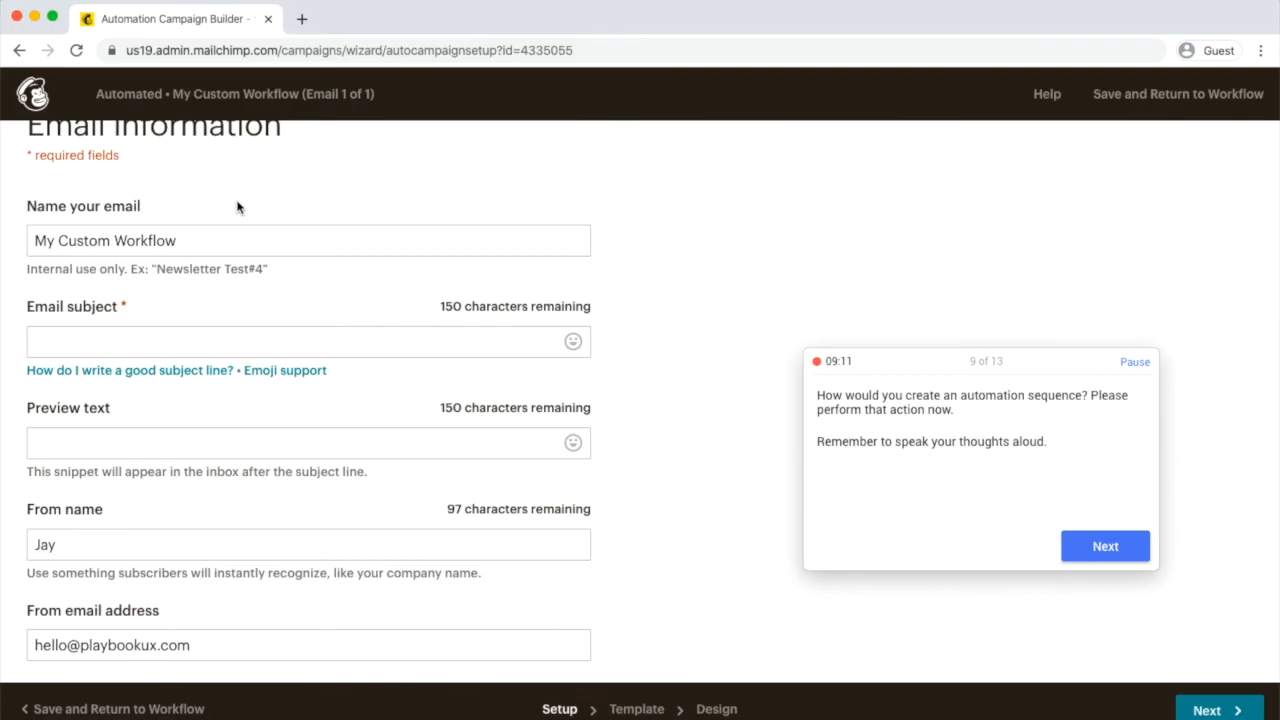 Automation Campaign Builder -
us19.admin.mailchimp.com/campaigns/wizard/autocampaignsetup?id=4335055
Guest
Automated • My Custom Workflow (Email 1 of 1)
Help
Save and Return to Workflow
Email Information
* required fields
Name your email
My Custom Workflow
Internal use only. Ex: "Newsletter Test#4"
Email subject *
150 characters remaining
How do I write a good subject line? • Emoji support
Preview text
150 characters remaining
This snippet will appear in the inbox after the subject line.
From name
97 characters remaining
Jay
Use something subscribers will instantly recognize, like your company name.
From email address
hello@playbookux.com
09:11
9 of 13
Pause
How would you create an automation sequence? Please
perform that action now.
Remember to speak your thoughts aloud.
Next
Save and Return to Workflow
Setup
Template
Design
Next